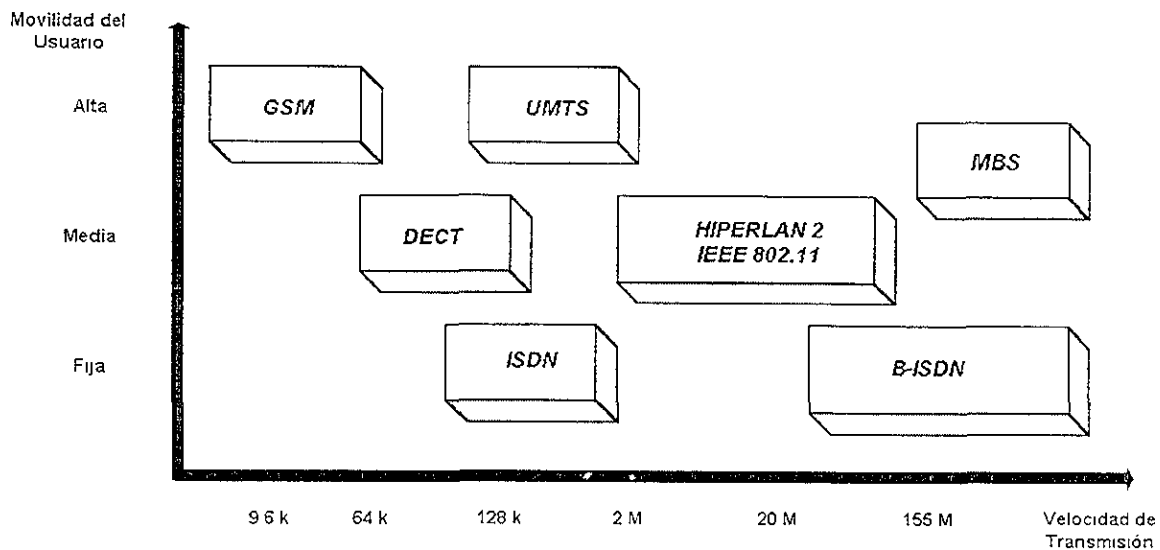 Movilidad del
Usuario
Alta
GSM
UMTS
MBS
Media
DECT
HIPERLAN 2
IEEE 802.11
Fija
ISDN
B-ISDN
9 6 k
64 k
128 k
2 M
20 M
155 M
Velocidad de
Transmisión